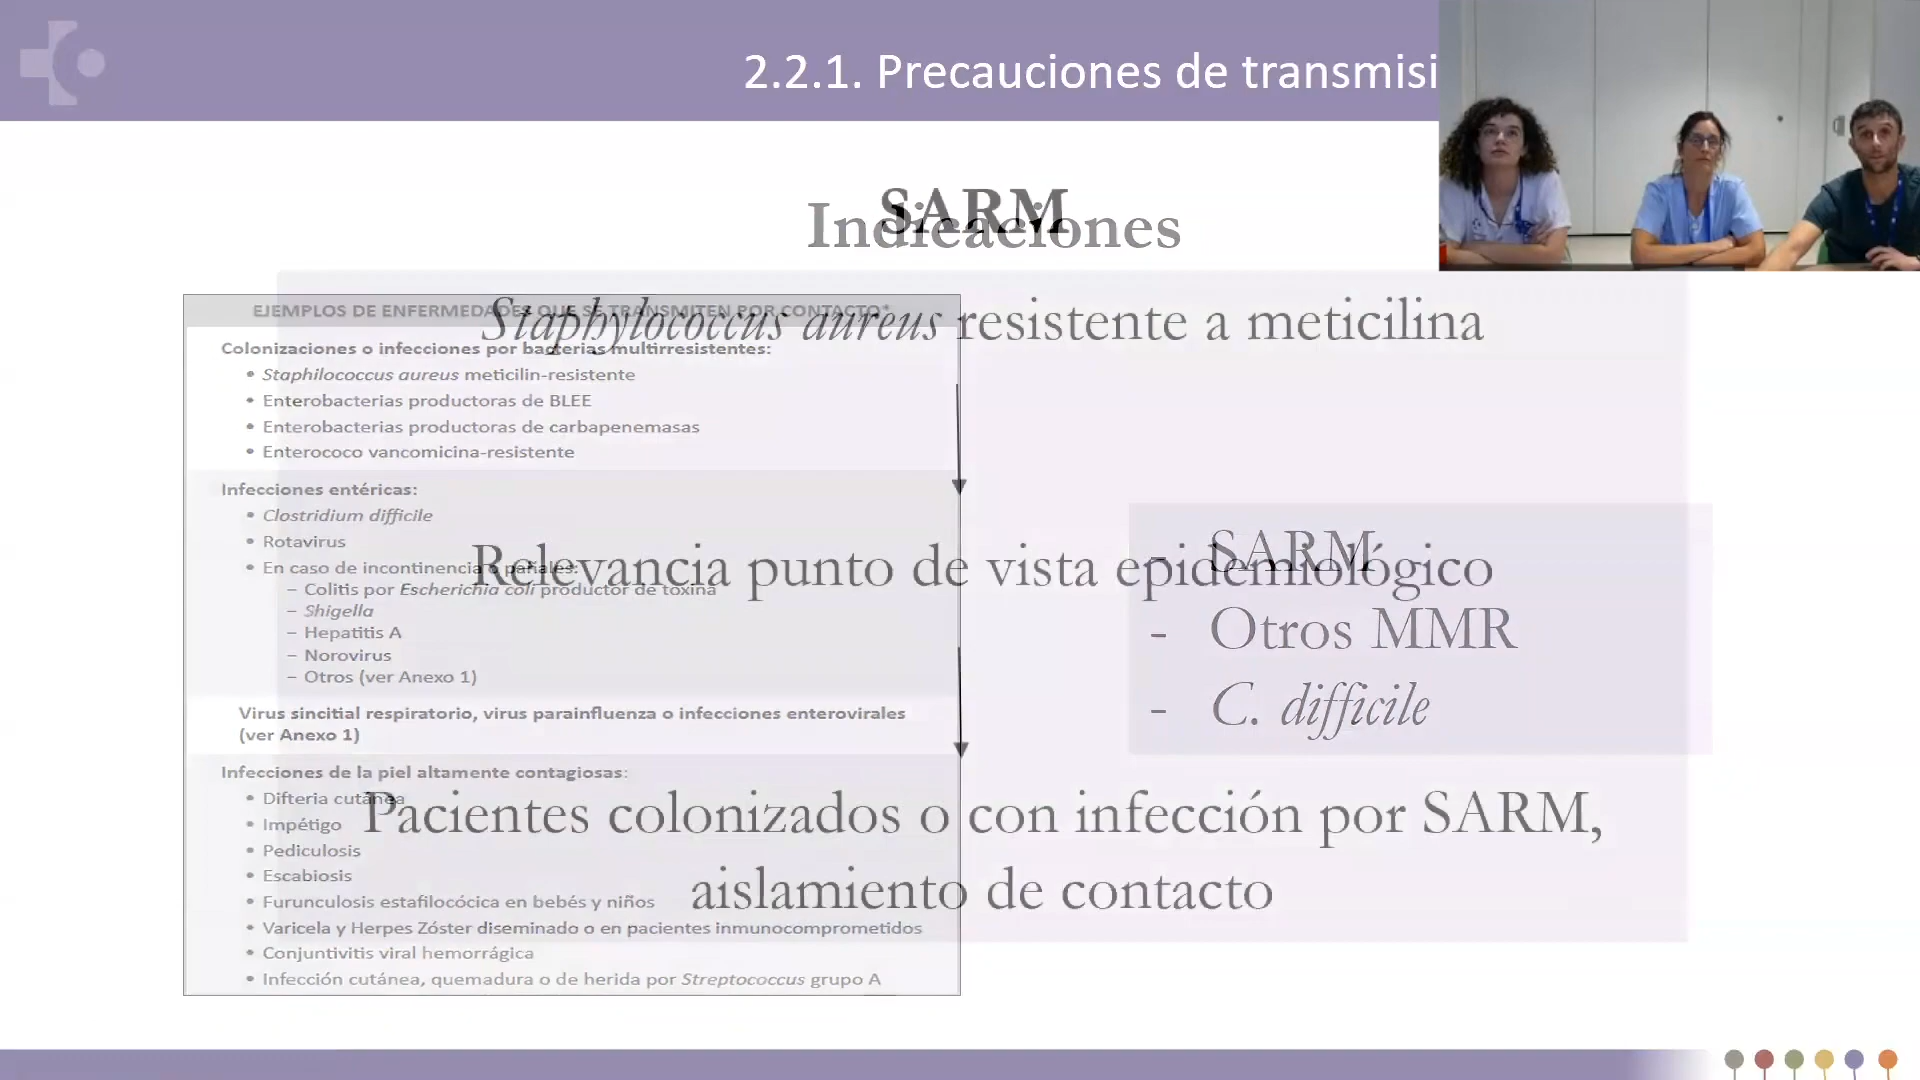 2.2.1. Precauciones de transmisi
SARM
Indicaciones
Staphylococcus aureus resistente a meticilina
Relevancia punto de vista epidemiológico
Pacientes colonizados o con infección por SARM,
aislamiento de contacto
EJEMPLOS DE ENFERMEDADES QUE SE TRANSMITEN POR CONTACTO*
Colonizaciones o infecciones por bacterias multirresistentes:
• Staphilococcus aureus meticilin-resistente
• Enterobacterias productoras de BLEE
• Enterobacterias productoras de carbapenemasas
• Enterococo vancomicina-resistente
Infecciones entéricas:
• Clostridium difficile
• Rotavirus
• En caso de incontinencia o pañales:
– Colitis por Escherichia coli productor de toxina
– Shigella
– Hepatitis A
– Norovirus
– Otros (ver Anexo 1)
Virus sincitial respiratorio, virus parainfluenza o infecciones enterovirales
(ver Anexo 1)
Infecciones de la piel altamente contagiosas:
• Difteria cutánea
• Impétigo
• Pediculosis
• Escabiosis
• Furunculosis estafilocócica en bebés y niños
• Varicela y Herpes Zóster diseminado o en pacientes inmunocomprometidos
• Conjuntivitis viral hemorrágica
• Infección cutánea, quemadura o de herida por Streptococcus grupo A
- SARM
- Otros MMR
- C. difficile